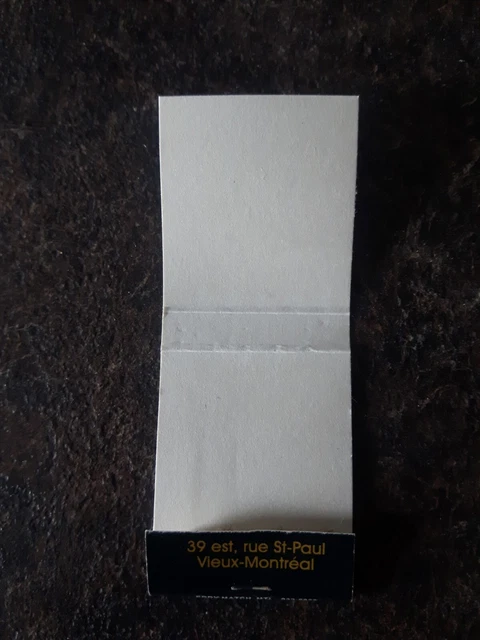 39 est, rue St-Paul
Vieux-Montréal